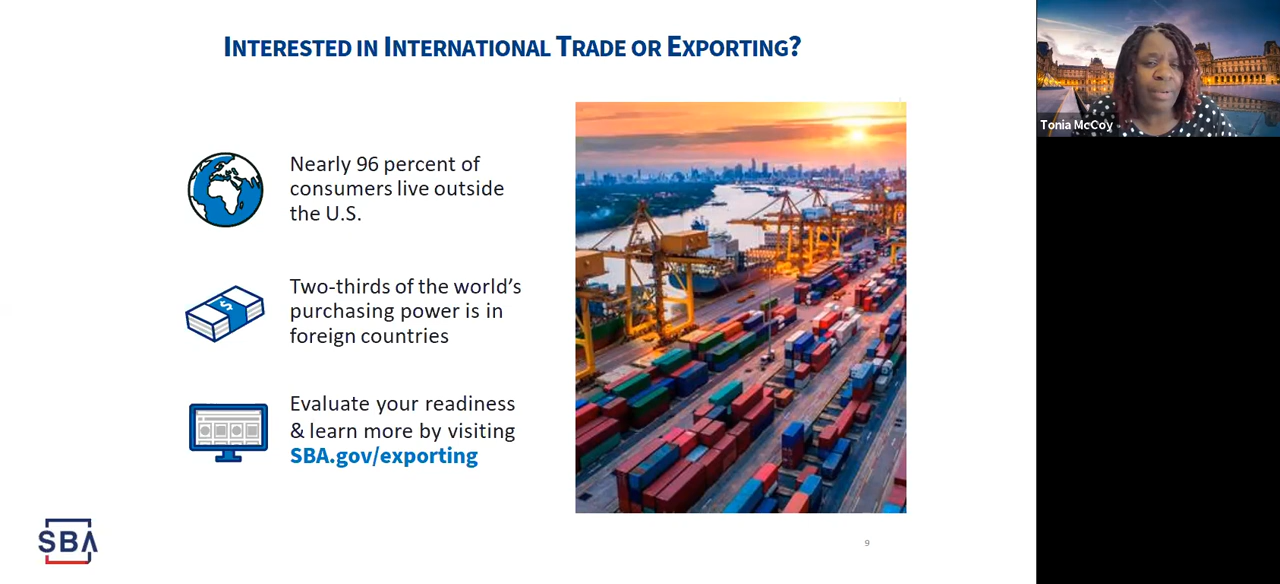 INTERESTED IN INTERNATIONAL TRADE OR EXPORTING?
Nearly 96 percent of
consumers live outside
the U.S.
Two-thirds of the world’s
purchasing power is in
foreign countries
Evaluate your readiness
& learn more by visiting
SBA.gov/exporting
SBA
9
Tonia McCoy
$